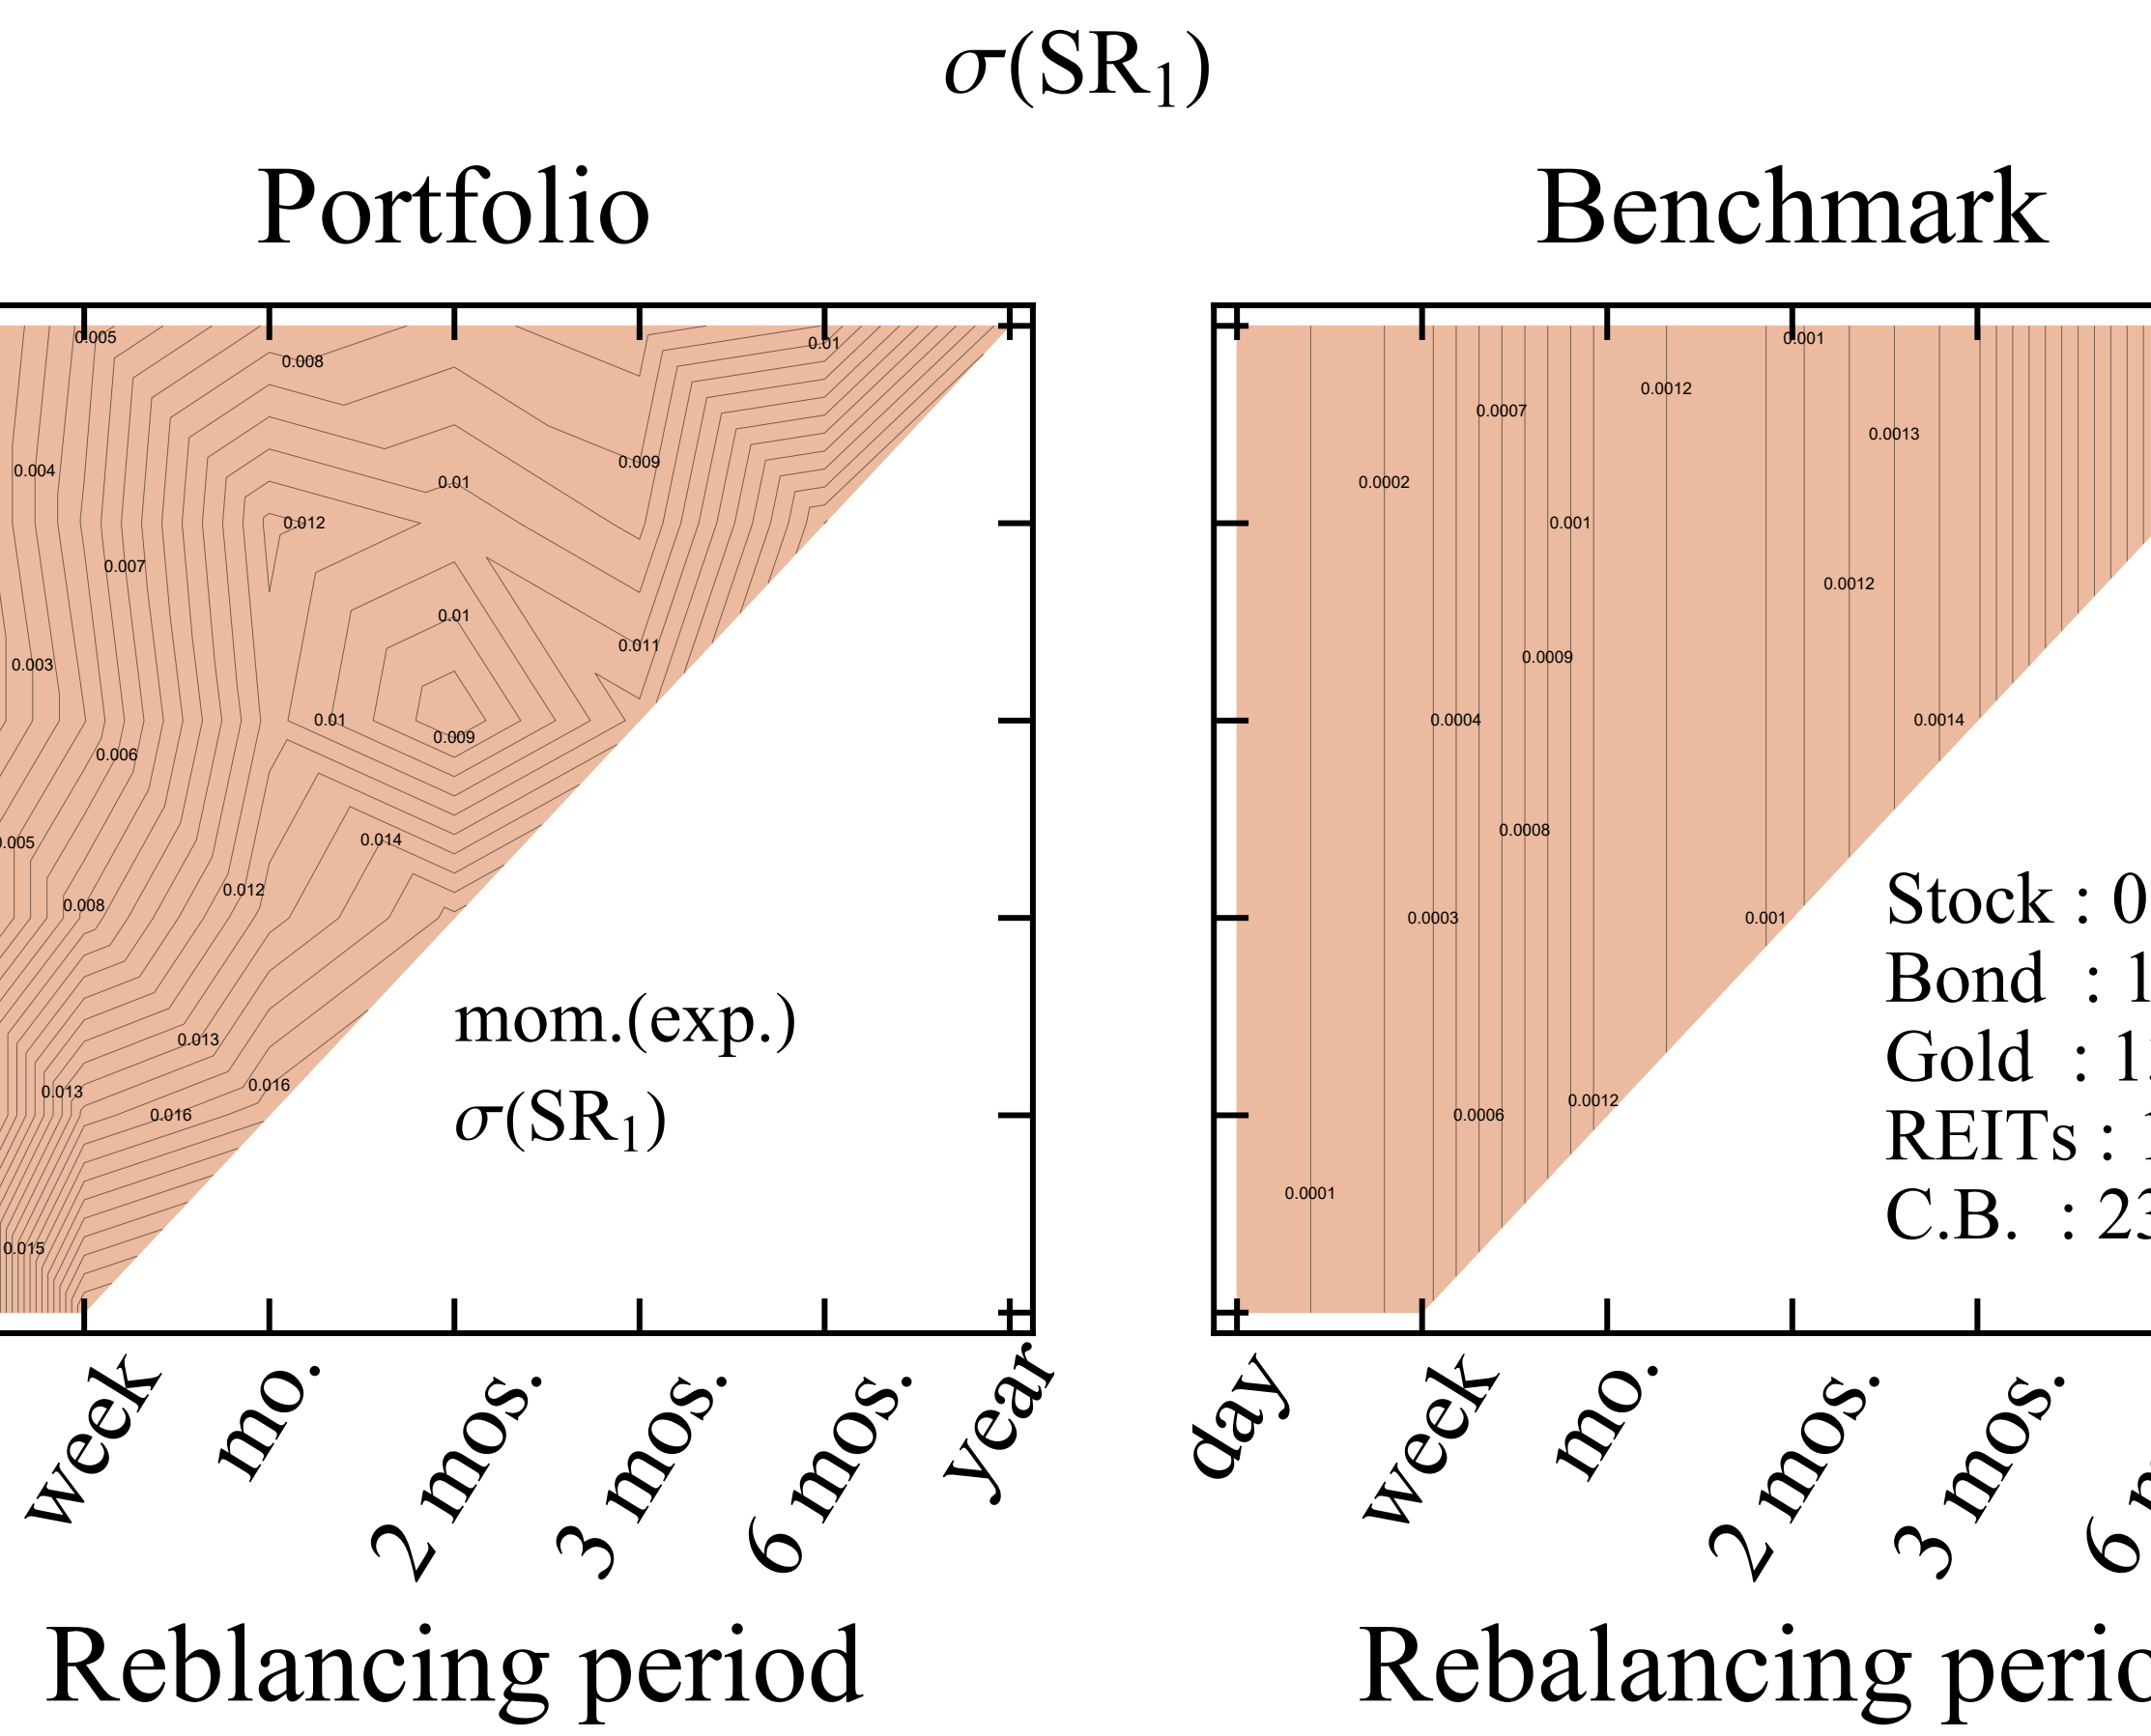 σ(SR₁)
Portfolio
Benchmark
0.005
0.008
0.01
0.004
0.009
0.01
0.012
0.007
0.01
0.011
0.003
0.01
0.009
0.006
0.014
0.005
0.012
0.008
0.013
0.013
0.016
0.016
0.015
mom.(exp.)
σ(SR₁)
0.001
0.0012
0.0007
0.0013
0.0002
0.001
0.0012
0.0009
0.0004
0.0014
0.0008
0.0003
0.001
0.0012
0.0006
0.0001
Stock : 0
Bond : 1
Gold : 1
REITs : 1
C.B. : 23
week
mo.
2 mos.
3 mos.
6 mos.
year
day
week
mo.
2 mos.
3 mos.
6
Reblancing period
Rebalancing perio